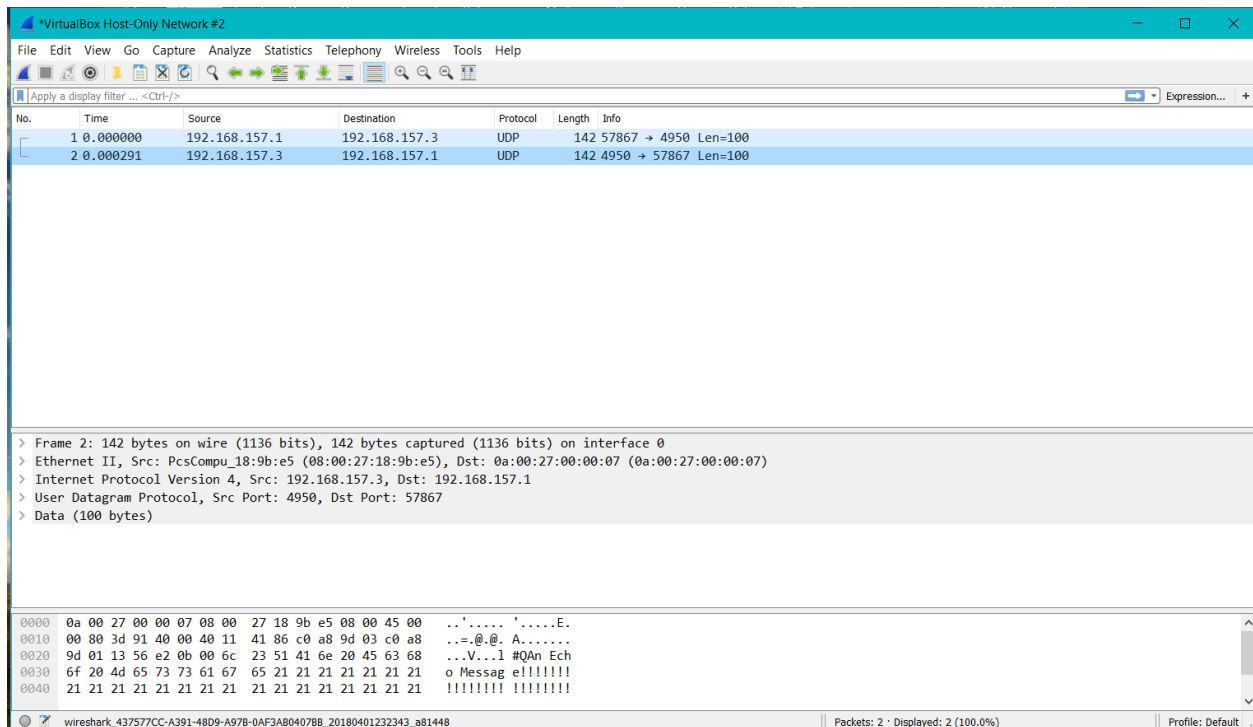 *VirtualBox Host-Only Network #2
File Edit View Go Capture Analyze Statistics Telephony Wireless Tools Help
Apply a display filter ... <Ctrl-/> Expression... +
No. Time Source Destination Protocol Length Info
1 0.000000 192.168.157.1 192.168.157.3 UDP 142 57867 → 4950 Len=100
2 0.000291 192.168.157.3 192.168.157.1 UDP 142 4950 → 57867 Len=100
> Frame 2: 142 bytes on wire (1136 bits), 142 bytes captured (1136 bits) on interface 0
> Ethernet II, Src: PcsCompu_18:9b:e5 (08:00:27:18:9b:e5), Dst: 0a:00:27:00:00:07 (0a:00:27:00:00:07)
> Internet Protocol Version 4, Src: 192.168.157.3, Dst: 192.168.157.1
> User Datagram Protocol, Src Port: 4950, Dst Port: 57867
> Data (100 bytes)
0000 0a 00 27 00 00 07 08 00 27 18 9b e5 08 00 45 00 ..'..... '.....E.
0010 00 80 3d 91 40 00 40 11 41 86 c0 a8 9d 03 c0 a8 ..=.@.@. A.......
0020 9d 01 13 56 e2 0b 00 6c 23 51 41 6e 20 45 63 68 ...V...l #QAn Ech
0030 6f 20 4d 65 73 73 61 67 65 21 21 21 21 21 21 21 o Messag e!!!!!!!
0040 21 21 21 21 21 21 21 21 21 21 21 21 21 21 21 21 !!!!!!!! !!!!!!!!
wireshark_437577CC-A391-48D9-A97B-0AF3AB0407BB_20180401232343_a81448 Packets: 2 · Displayed: 2 (100.0%) Profile: Default